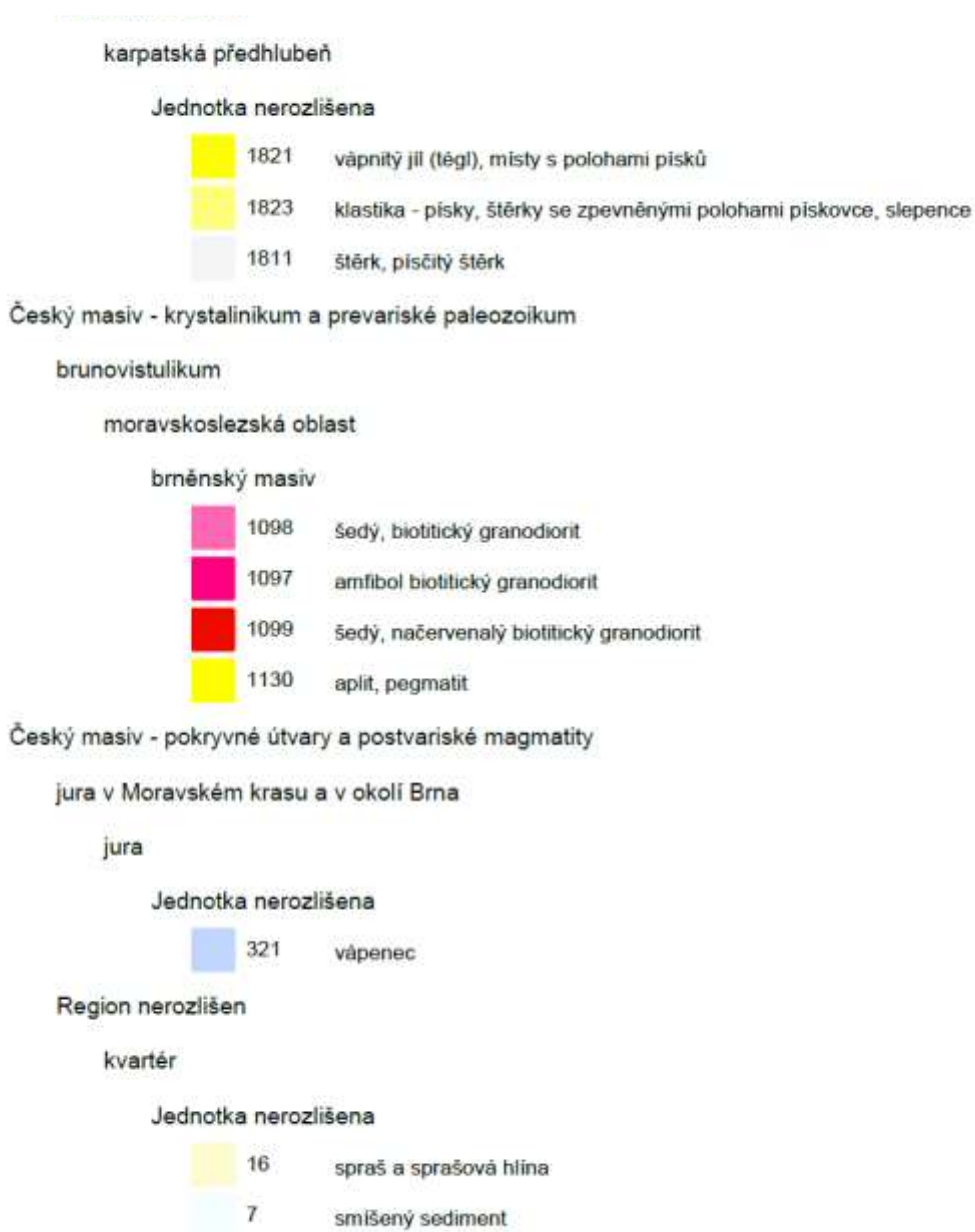 karpatská předhlubeň
Jednotka nerozlišena
1821 vápnitý jíl (tégl), místy s polohami písků
1823 klastika - písky, štěrky se zpevněnými polohami pískovce, slepence
1811 štěrk, písčitý štěrk
Český masiv - krystalinikum a prevariské paleozoikum
brunovistulikum
moravskoslezská oblast
brněnský masiv
1098 šedý, biotitický granodiorit
1097 amfibol biotitický granodiorit
1099 šedý, načervenalý biotitický granodiorit
1130 aplit, pegmatit
Český masiv - pokryvné útvary a postvariské magmatity
jura v Moravském krasu a v okolí Brna
jura
Jednotka nerozlišena
321 vápenec
Region nerozlišen
kvartér
Jednotka nerozlišena
16 spraš a sprašová hlína
7 smíšený sediment